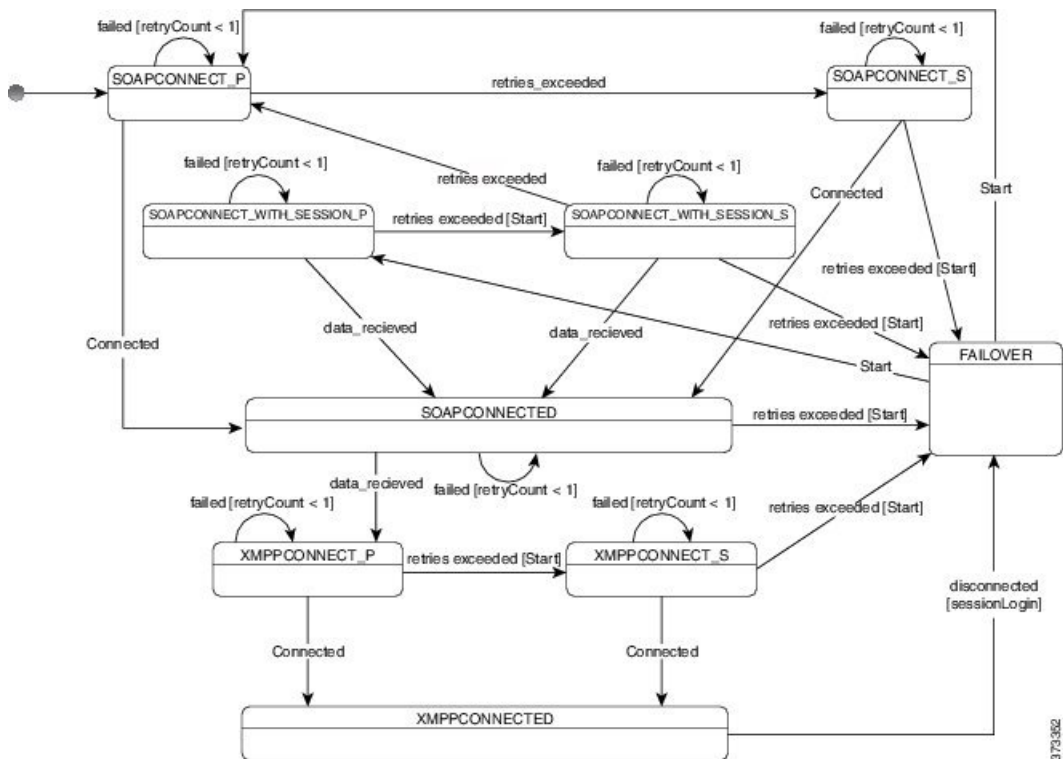 failed [retryCount < 1]
failed [retryCount < 1]
SOAPCONNECT_P
retries_exceeded
SOAPCONNECT_S
failed [retryCount < 1]
failed [retryCount < 1]
retries exceeded
Connected
Start
SOAPCONNECT_WITH_SESSION_P
retries exceeded [Start]
SOAPCONNECT_WITH_SESSION_S
retries exceeded [Start]
data_recieved
data_recieved
retries exceeded [Start]
Connected
Start
FAILOVER
SOAPCONNECTED
retries exceeded [Start]
data_recieved
failed [retryCount < 1]
failed [retryCount < 1]
failed [retryCount < 1]
retries exceeded [Start]
XMPPCONNECT_P
retries exceeded [Start]
XMPPCONNECT_S
disconnected
[sessionLogin]
Connected
Connected
XMPPCONNECTED
373362